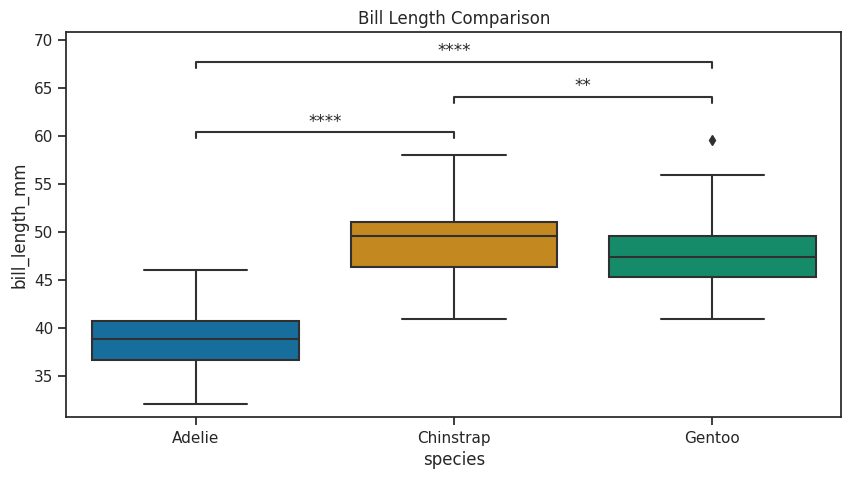 Bill Length Comparison
70
65
60
55
50
45
40
35
bill_length_mm
****
**
****
Adelie
Chinstrap
Gentoo
species